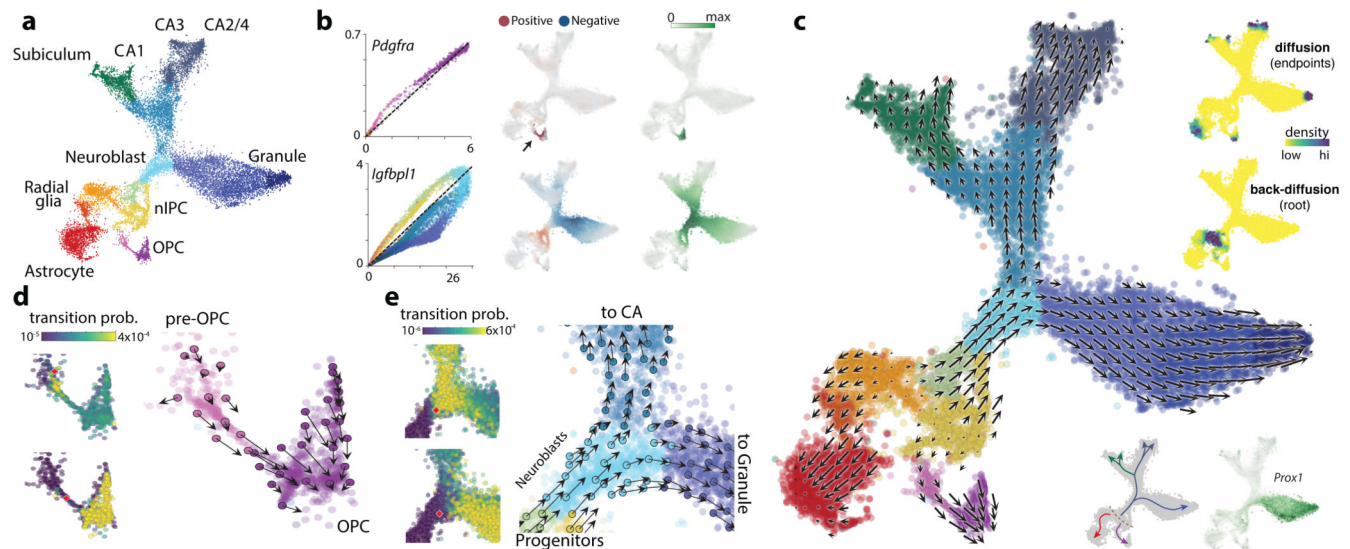 a
CA3
CA2/4
CA1
Subiculum
Neuroblast
Granule
Radial
glia
nIPC
OPC
Astrocyte
b
Positive
Negative
0
max
0.7
Pdgfra
0
6
4
Igfbpl1
0
0
26
c
diffusion
(endpoints)
density
low
hi
back-diffusion
(root)
Prox1
d
transition prob.
10-5
4x10-4
pre-OPC
OPC
e
transition prob.
10-6
6x10-4
to CA
Neuroblasts
to Granule
Progenitors